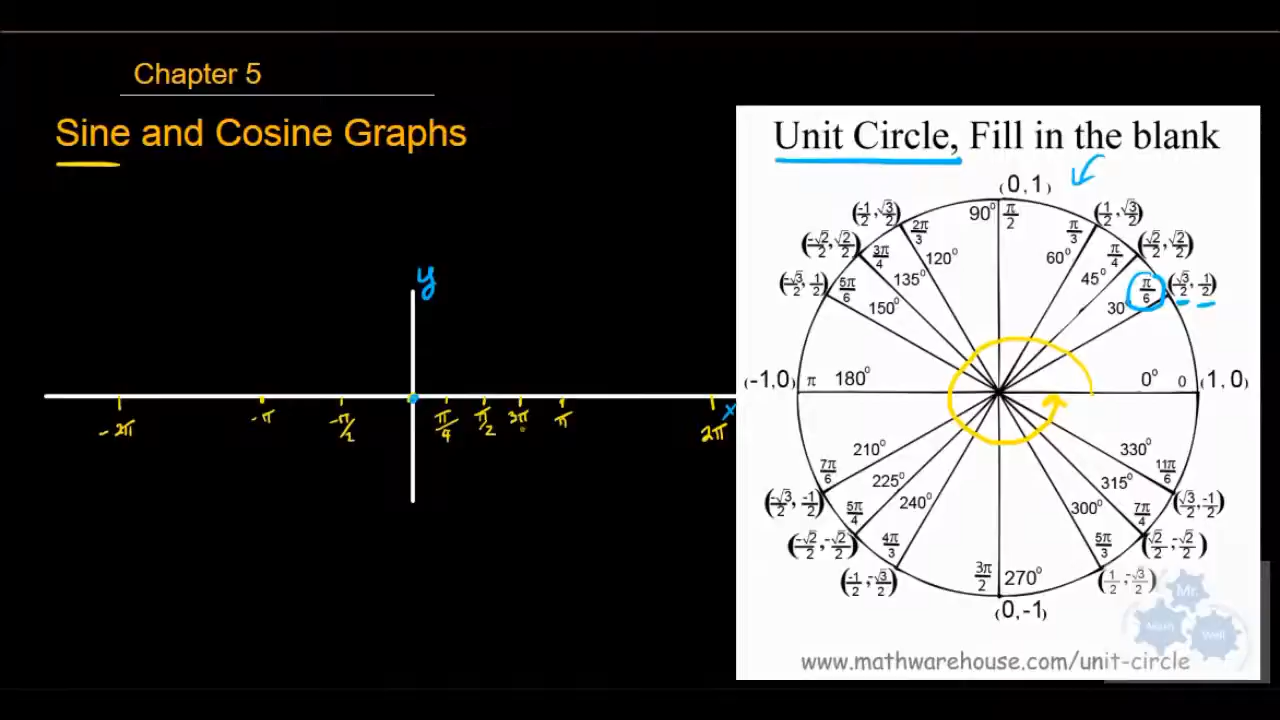 Chapter 5
Sine and Cosine Graphs
y
-2π -π -π/2 π/4 π/2 3π π 2π x
Unit Circle, Fill in the blank
(0,1)
90° π/2
(-1/2, √3/2) 2π/3 120°
(-√2/2, √2/2) 3π/4 135°
(-√3/2, 1/2) 5π/6 150°
(1/2, √3/2) π/3 60°
(√2/2, √2/2) π/4 45°
(√3/2, 1/2) π/6 30°
(-1,0) π 180°
0° 0 (1,0)
210° 7π/6 (-√3/2, -1/2)
225° 5π/4 (-√2/2, -√2/2)
240° 4π/3 (-1/2, -√3/2)
330° 11π/6 (√3/2, -1/2)
315° 7π/4 (√2/2, -√2/2)
300° 5π/3 (1/2, -√3/2)
3π/2 270°
(0,-1)
Mr.
Well
www.mathwarehouse.com/unit-circle